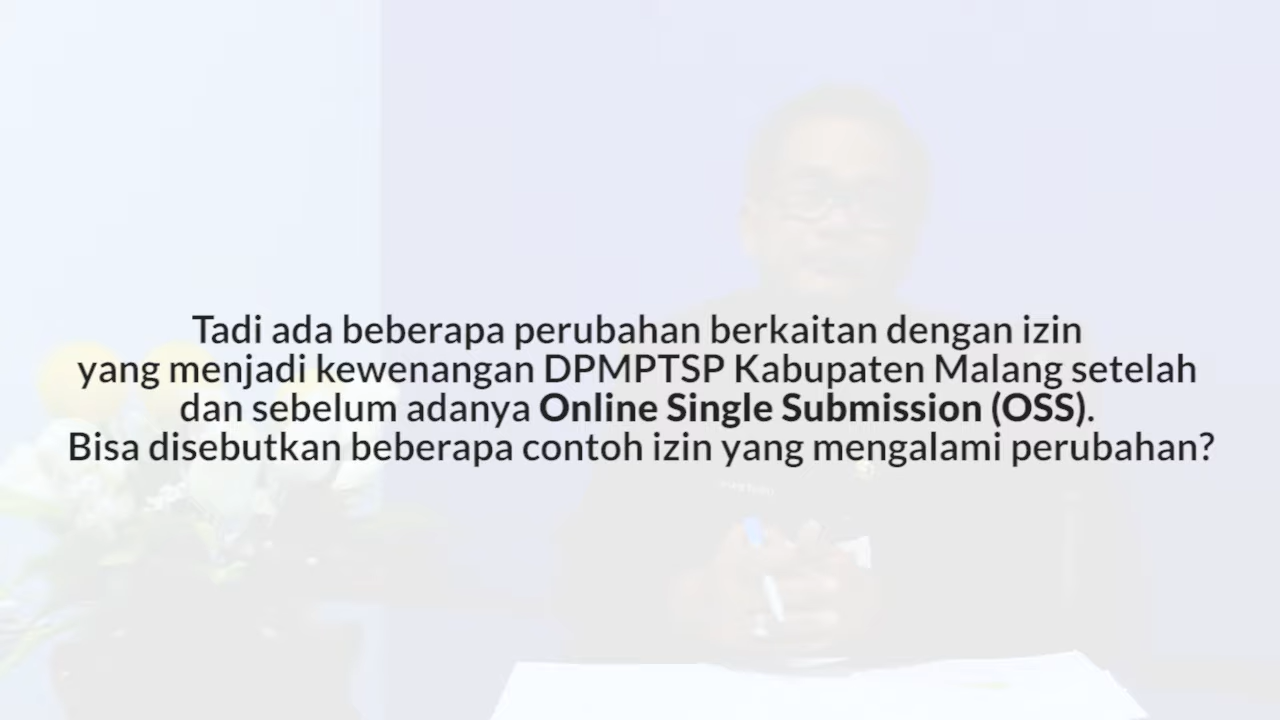 Tadi ada beberapa perubahan berkaitan dengan izin
yang menjadi kewenangan DPMPTSP Kabupaten Malang setelah
dan sebelum adanya Online Single Submission (OSS).
Bisa disebutkan beberapa contoh izin yang mengalami perubahan?